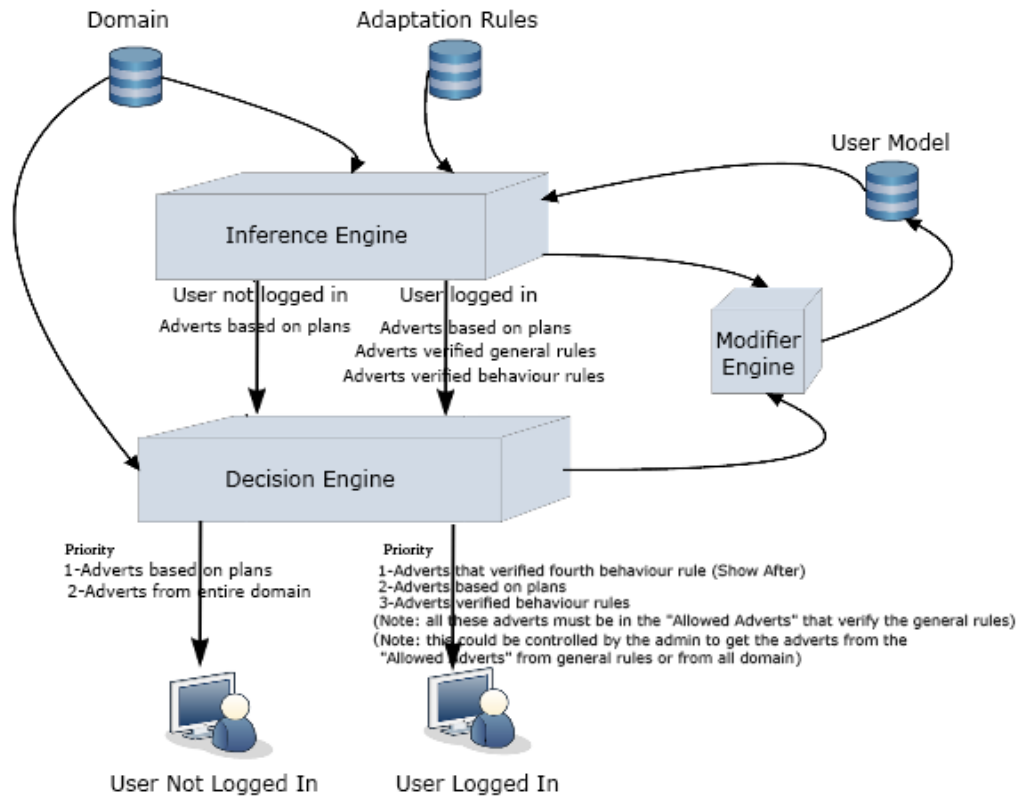 Domain
Adaptation Rules
User Model
Inference Engine
User not logged in
Adverts based on plans
User logged in
Adverts based on plans
Adverts verified general rules
Adverts verified behaviour rules
Modifier
Engine
Decision Engine
Priority
1-Adverts based on plans
2-Adverts from entire domain
Priority
1-Adverts that verified fourth behaviour rule (Show After)
2-Adverts based on plans
3-Adverts verified behaviour rules
(Note: all these adverts must be in the "Allowed Adverts" that verify the general rules)
(Note: this could be controlled by the admin to get the adverts from the
"Allowed Adverts" from general rules or from all domain)
User Not Logged In
User Logged In